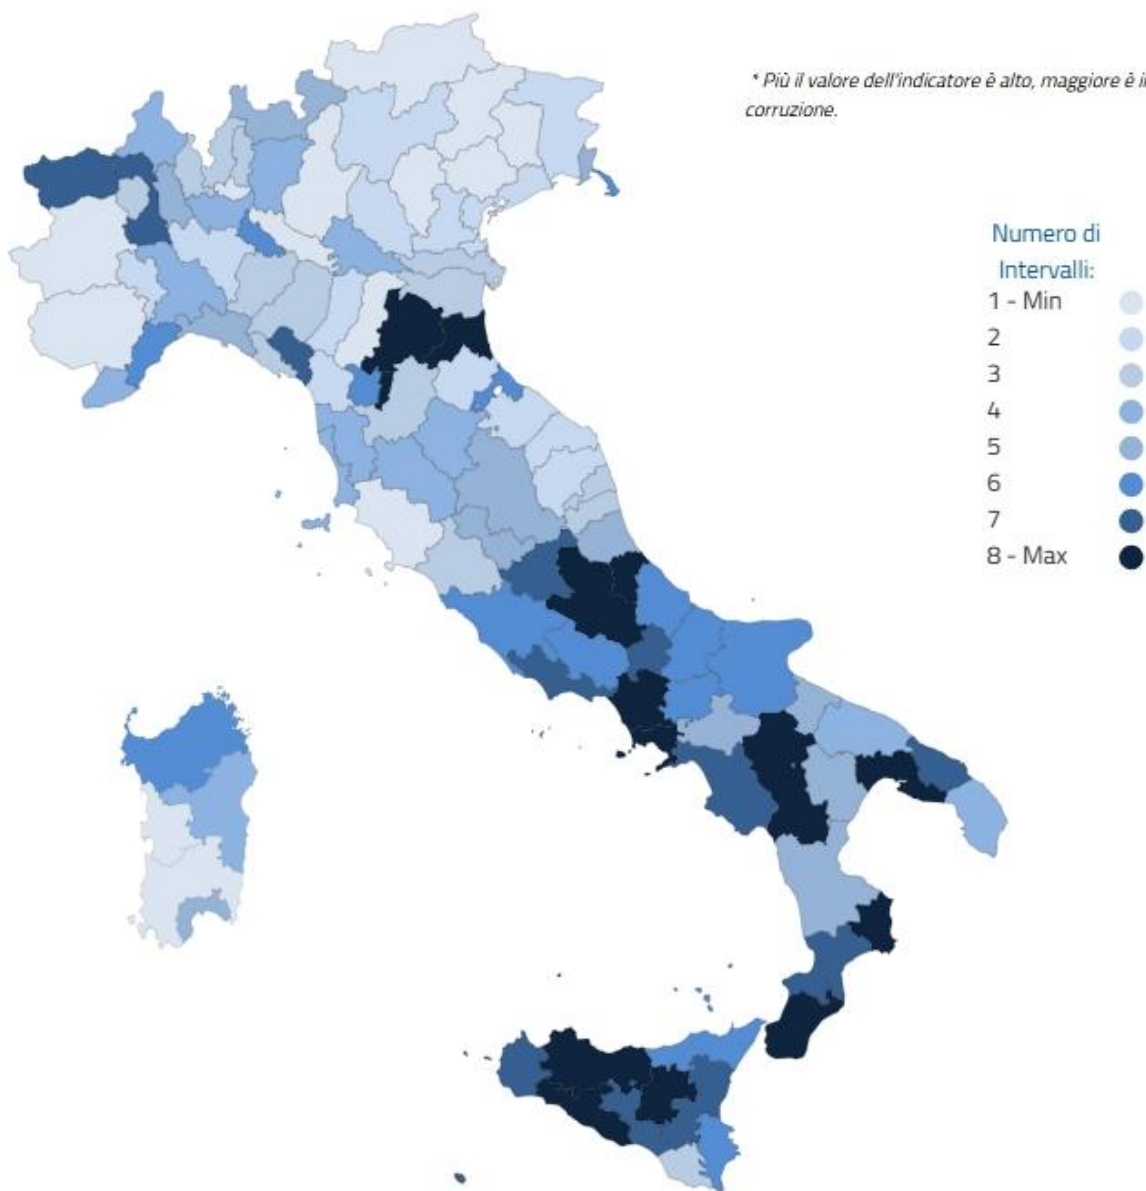 * Più il valore dell'indicatore è alto, maggiore è il
corruzione.
Numero di
Intervalli:
1 - Min
2
3
4
5
6
7
8 - Max